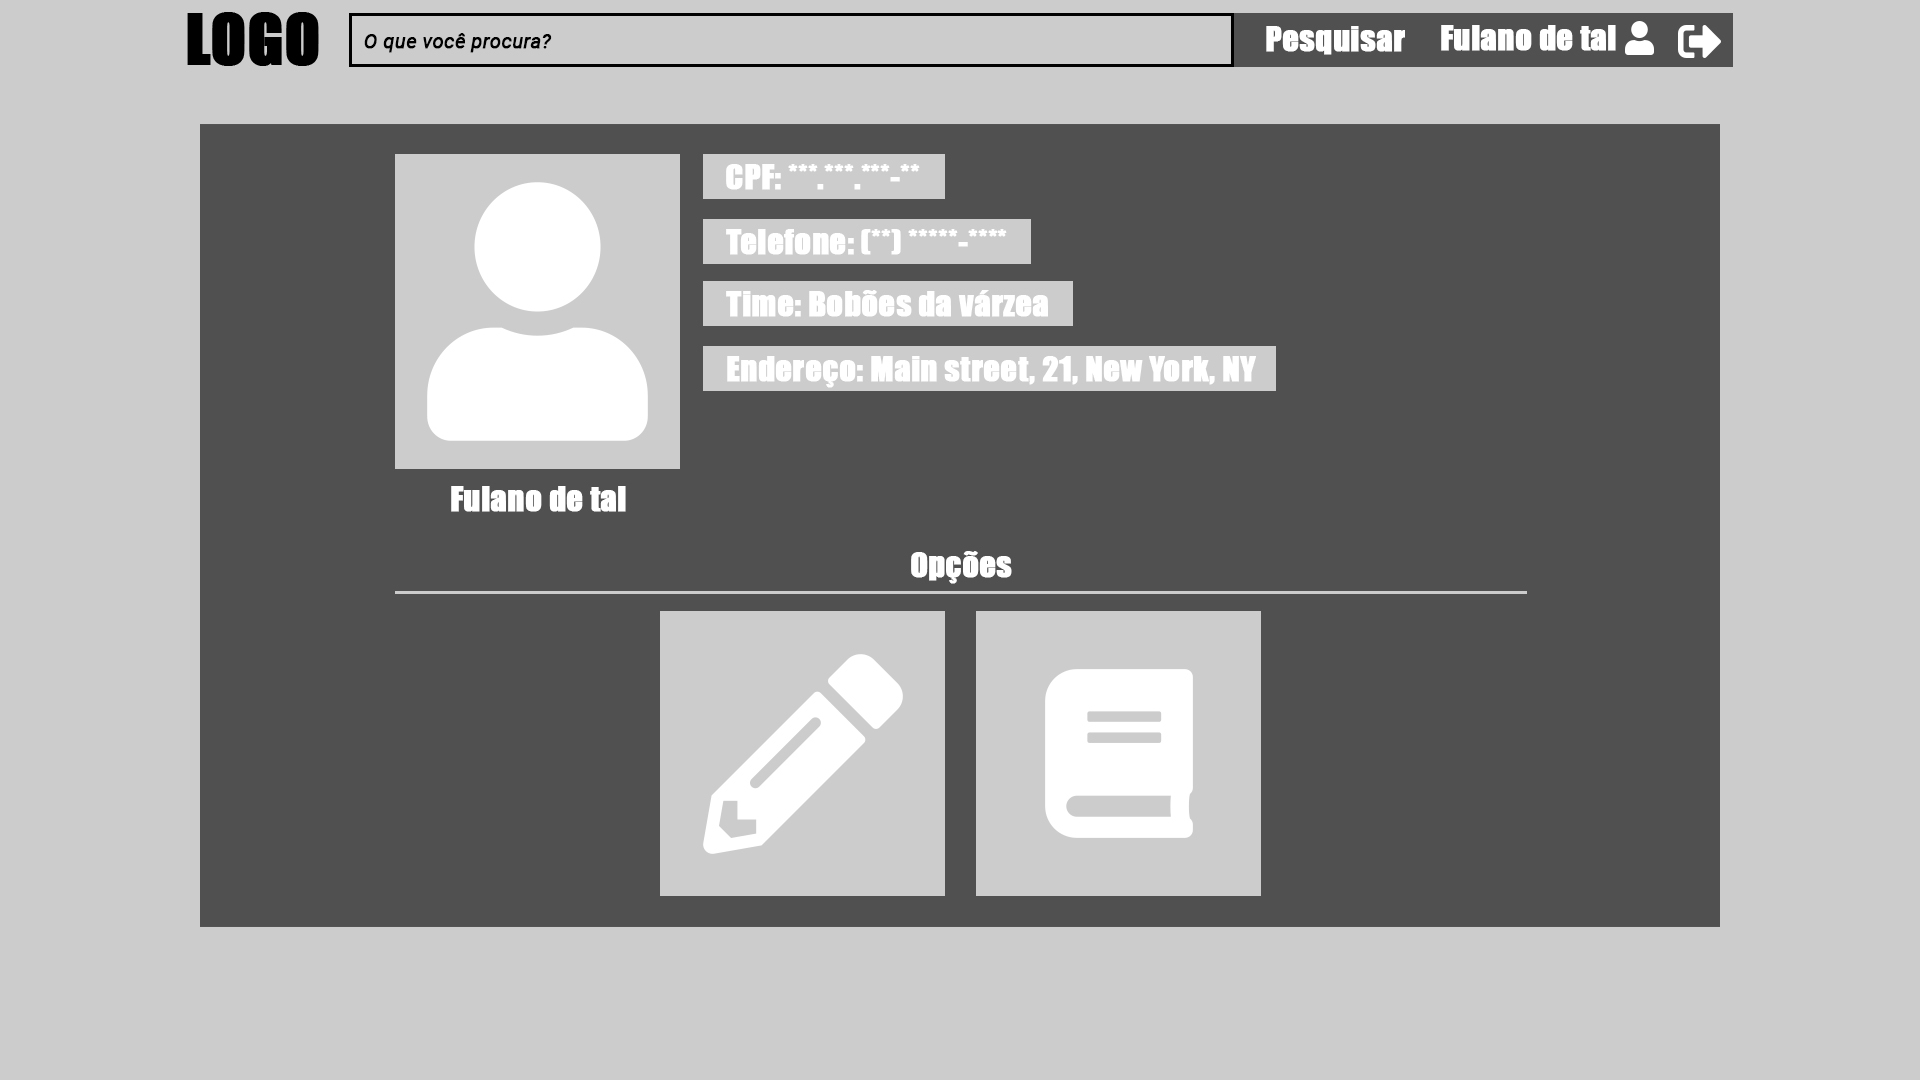 LOGO
O que você procura?
Pesquisar
Fulano de tal
CPF: ***.***.***-**
Telefone: (**) *****-****
Time: Bobões da várzea
Endereço: Main street, 21, New York, NY
Fulano de tal
Opções